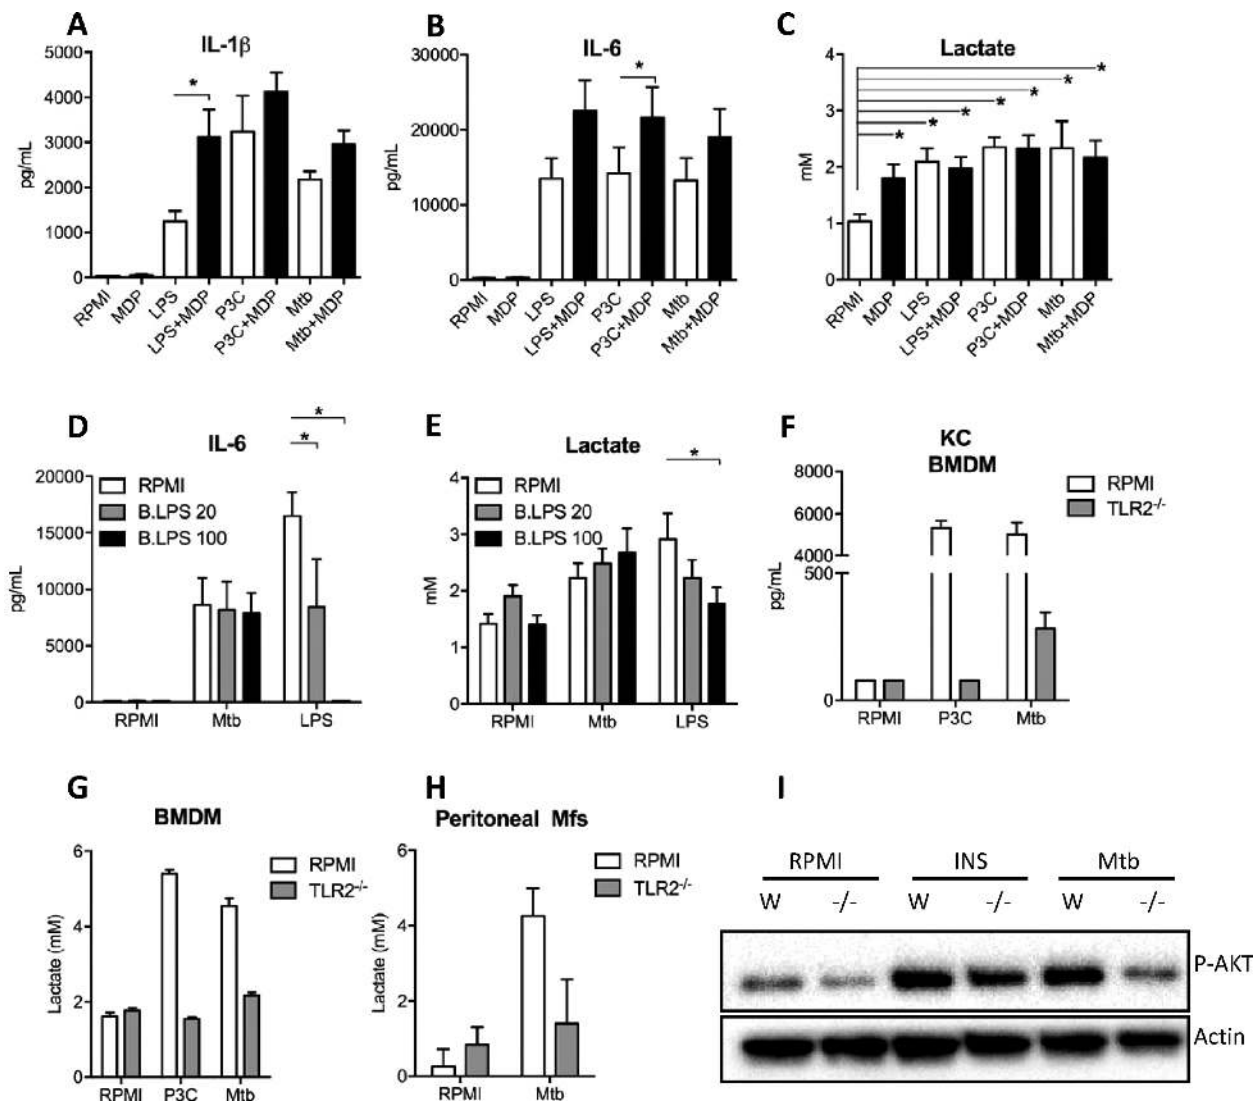 A
IL-1β
pg/mL
5000
4000
3000
2000
1000
0
*
RPMI
MDP
LPS
LPS+MDP
P3C
P3C+MDP
Mtb
Mtb+MDP
B
IL-6
pg/mL
30000
20000
10000
0
*
RPMI
MDP
LPS
LPS+MDP
P3C
P3C+MDP
Mtb
Mtb+MDP
C
Lactate
mM
4
3
2
1
0
*
*
*
*
*
*
*
RPMI
MDP
LPS
LPS+MDP
P3C
P3C+MDP
Mtb
Mtb+MDP
D
IL-6
*
*
pg/mL
20000
15000
10000
5000
0
RPMI
B.LPS 20
B.LPS 100
RPMI Mtb LPS
E
Lactate
*
mM
4
3
2
1
0
RPMI
B.LPS 20
B.LPS 100
RPMI Mtb LPS
F
KC
BMDM
pg/mL
8000
6000
4000
500
0
RPMI
TLR2-/-
RPMI P3C Mtb
G
BMDM
Lactate (mM)
6
4
2
0
RPMI
TLR2-/-
RPMI P3C Mtb
H
Peritoneal Mfs
Lactate (mM)
6
4
2
0
RPMI
TLR2-/-
RPMI Mtb
I
RPMI INS Mtb
W -/- W -/- W -/-
P-AKT
Actin